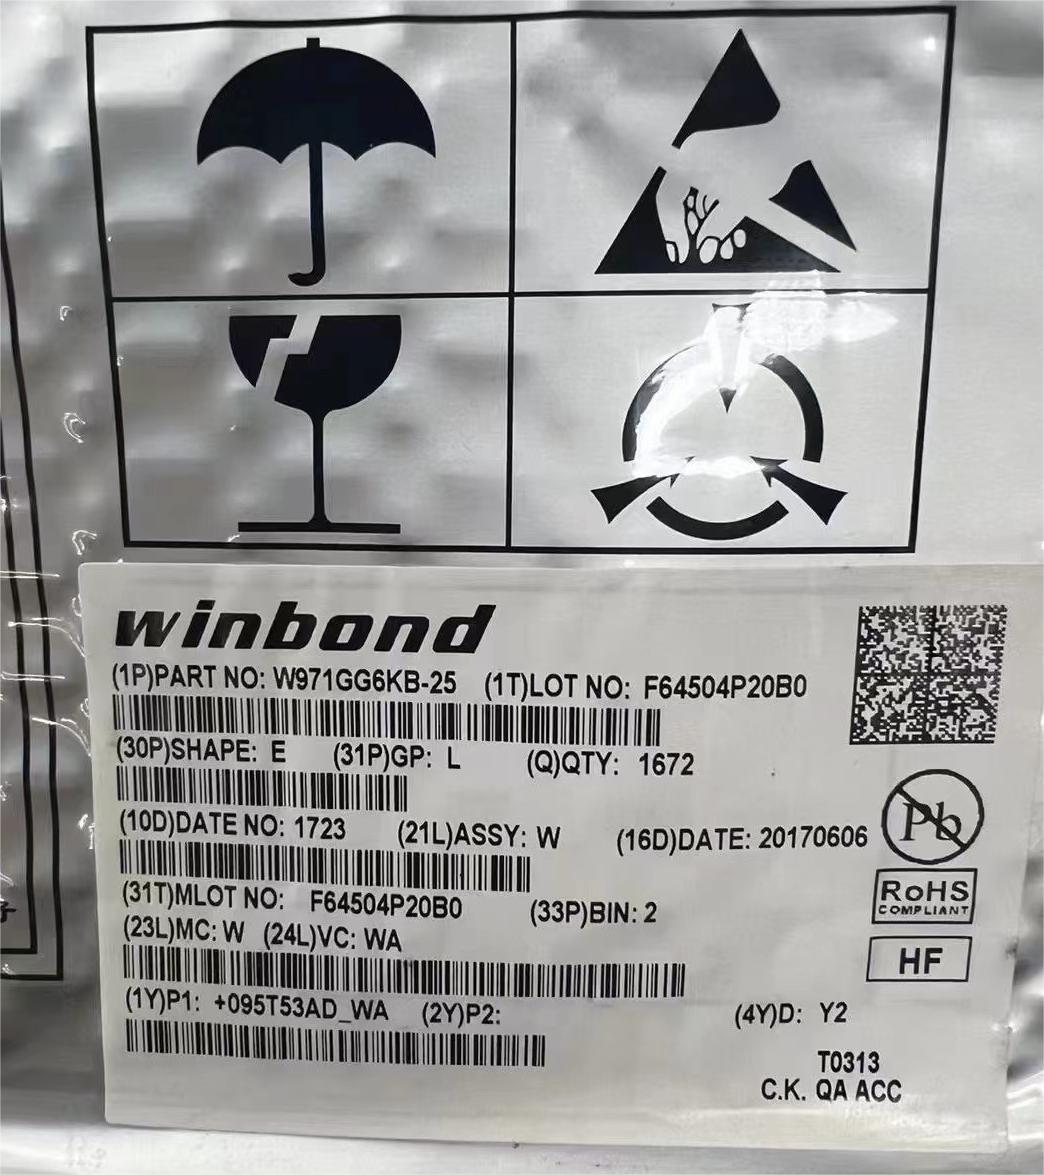 winbond
(1P)PART NO: W971GG6KB-25 (1T)LOT NO: F64504P20B0
(30P)SHAPE: E (31P)GP: L (Q)QTY: 1672
(10D)DATE NO: 1723 (21L)ASSY: W (16D)DATE: 20170606
Pb
(31T)MLOT NO: F64504P20B0 (33P)BIN: 2
RoHS
COMPLIANT
(23L)MC: W (24L)VC: WA
HF
(1Y)P1: +095T53AD_WA (2Y)P2: (4Y)D: Y2
T0313
C.K. QA ACC